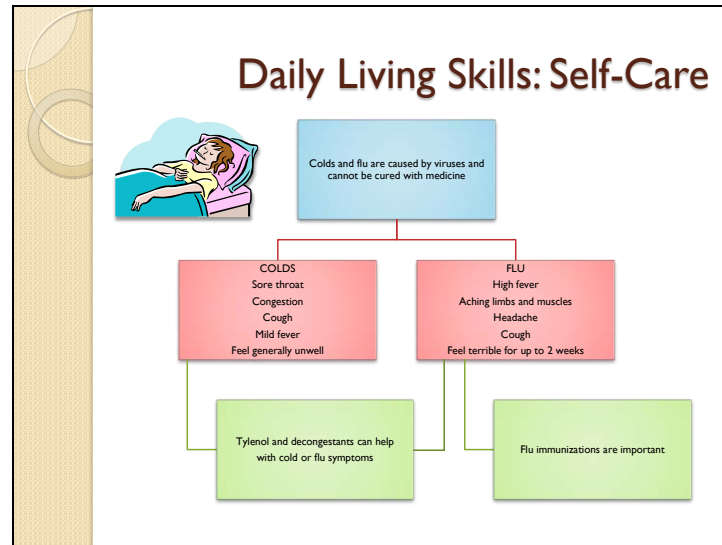 Daily Living Skills: Self-Care
Colds and flu are caused by viruses and
cannot be cured with medicine
COLDS
Sore throat
Congestion
Cough
Mild fever
Feel generally unwell
FLU
High fever
Aching limbs and muscles
Headache
Cough
Feel terrible for up to 2 weeks
Tylenol and decongestants can help
with cold or flu symptoms
Flu immunizations are important